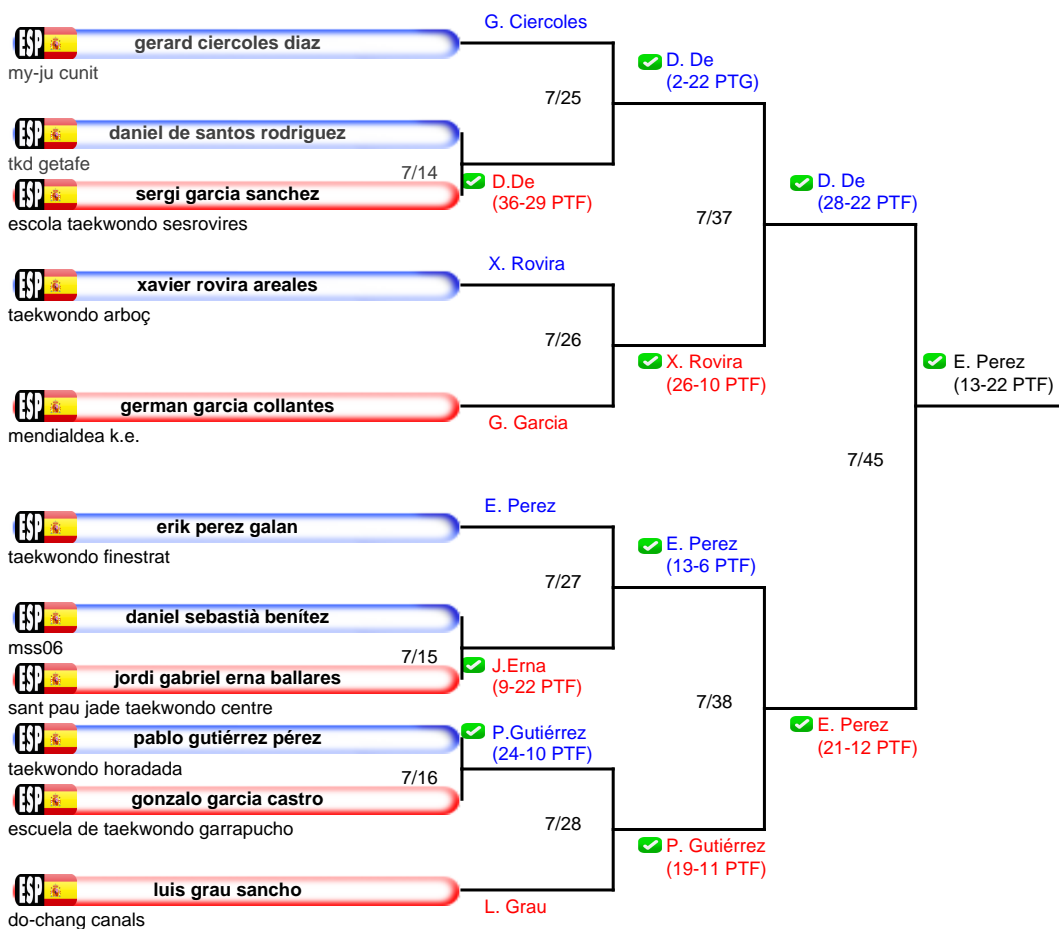 G. Ciercoles
ESP gerard ciercoles diaz
my-ju cunit
D. De
(2-22 PTG)
7/25
ESP daniel de santos rodriguez
tkd getafe
7/14
D.De
(36-29 PTF)
ESP sergi garcia sanchez
escola taekwondo sesrovires
D. De
(28-22 PTF)
7/37
X. Rovira
ESP xavier rovira areales
taekwondo arboç
7/26
X. Rovira
(26-10 PTF)
E. Perez
(13-22 PTF)
ESP german garcia collantes
G. Garcia
mendialdea k.e.
7/45
E. Perez
ESP erik perez galan
taekwondo finestrat
E. Perez
(13-6 PTF)
7/27
ESP daniel sebastià benítez
mss06
7/15
J.Erna
(9-22 PTF)
ESP jordi gabriel erna ballares
sant pau jade taekwondo centre
7/38
E. Perez
(21-12 PTF)
ESP pablo gutiérrez pérez
P.Gutiérrez
(24-10 PTF)
taekwondo horadada
7/16
ESP gonzalo garcia castro
escuela de taekwondo garrapucho
7/28
P. Gutiérrez
(19-11 PTF)
ESP luis grau sancho
L. Grau
do-chang canals